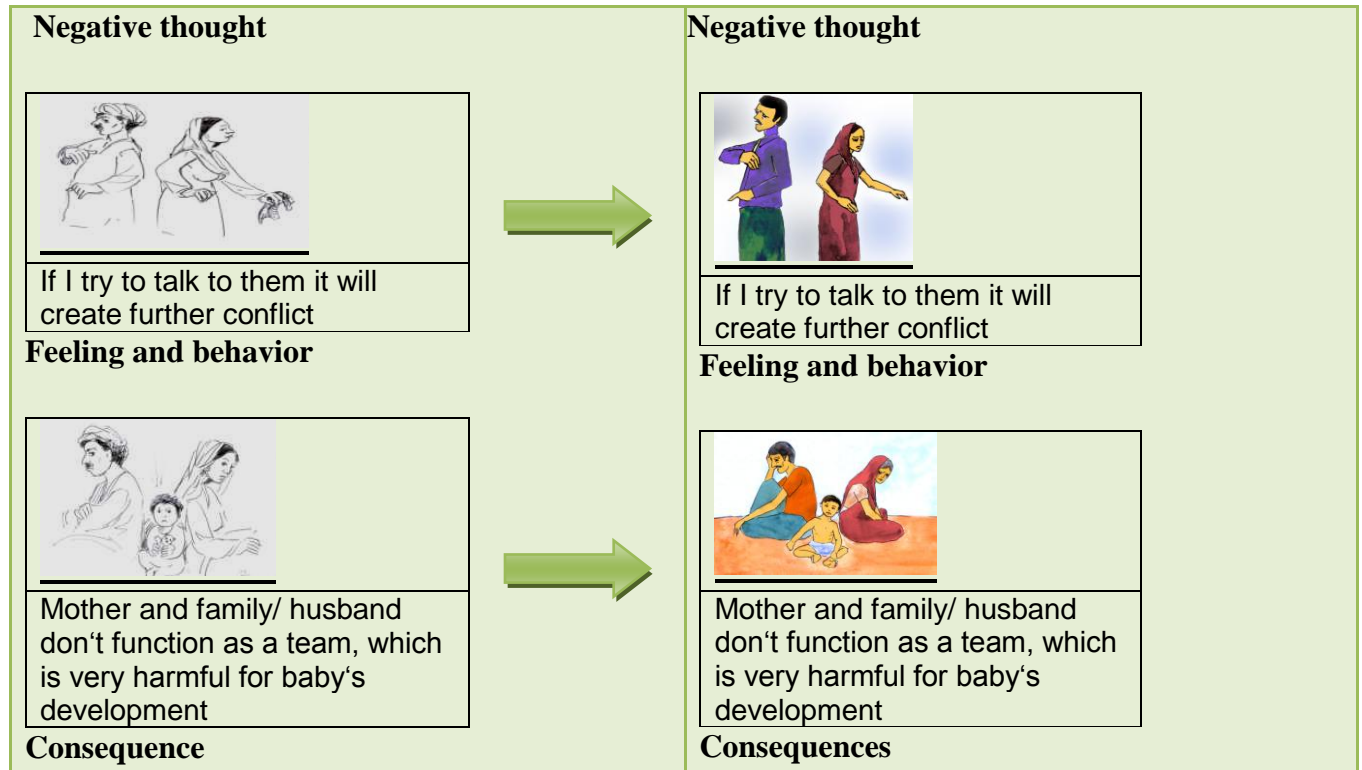 Negative thought
If I try to talk to them it will
create further conflict
Feeling and behavior
Mother and family/ husband
don‘t function as a team, which
is very harmful for baby‘s
development
Consequence
Negative thought
If I try to talk to them it will
create further conflict
Feeling and behavior
Mother and family/ husband
don‘t function as a team, which
is very harmful for baby‘s
development
Consequences